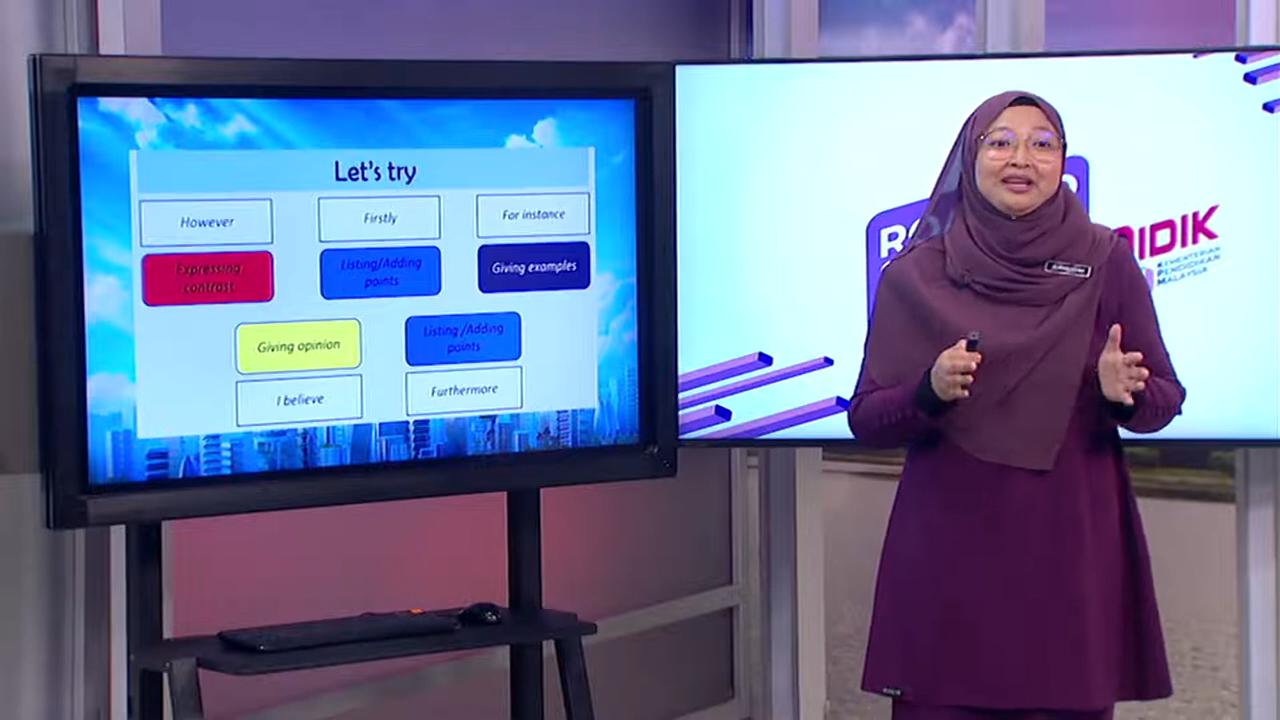 Let's try
However
Firstly
For instance
Expressing
contrast
Listing/Adding
points
Giving examples
Giving opinion
Listing /Adding
points
I believe
Furthermore
IDIK
KEMENTERIAN
PENDIDIKAN
MALAYSIA